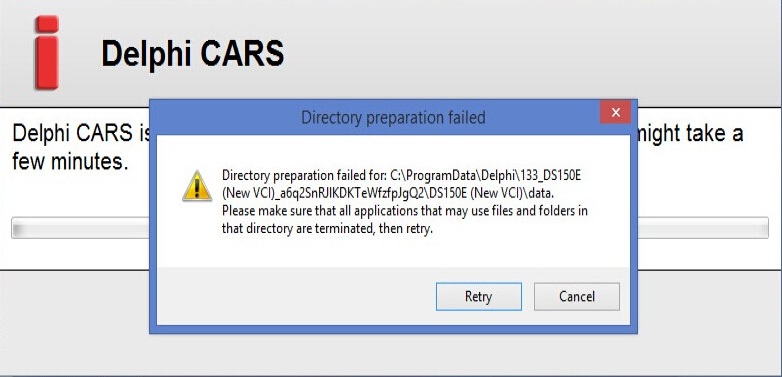 Delphi CARS
Directory preparation failed
Delphi CARS is
might take a
few minutes.
Directory preparation failed for: C:\ProgramData\Delphi\133_DS150E
(New VCI)_a6q2SnRJlKDKTeWfzfpJgQ2\DS150E (New VCI)\data.
Please make sure that all applications that may use files and folders in
that directory are terminated, then retry.
Retry
Cancel